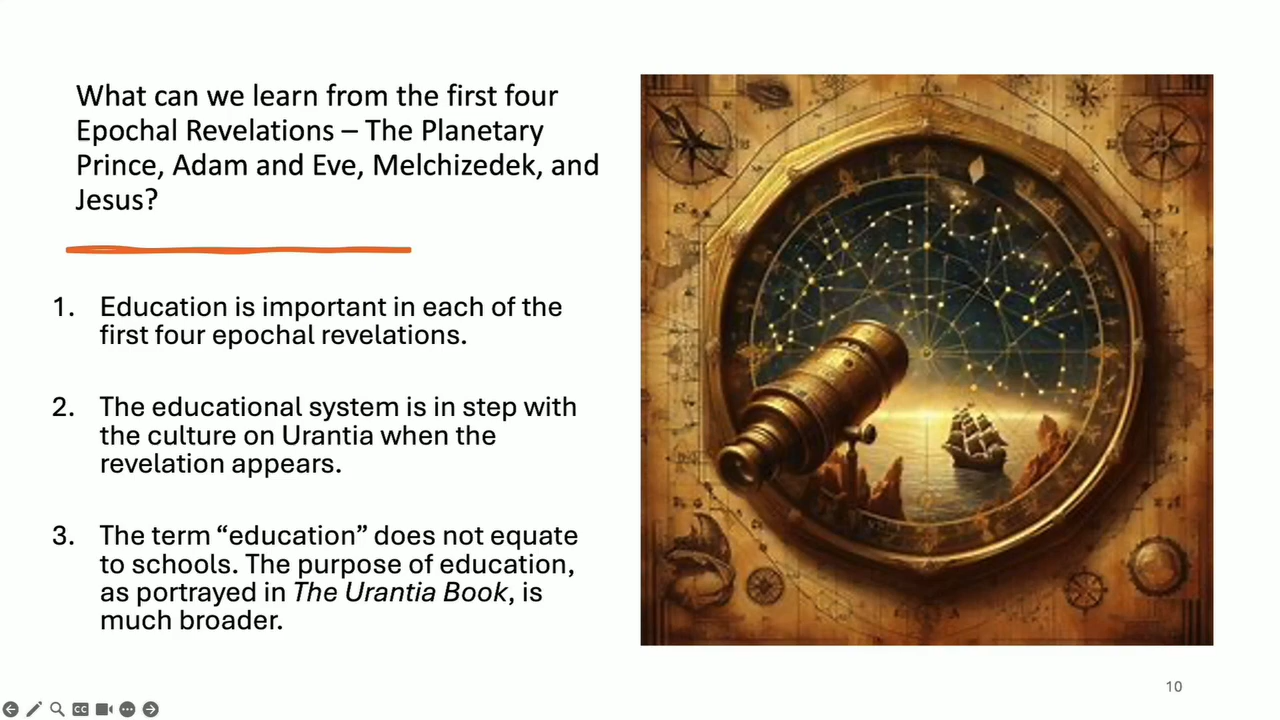 What can we learn from the first four
Epochal Revelations – The Planetary
Prince, Adam and Eve, Melchizedek, and
Jesus?
1. Education is important in each of the
first four epochal revelations.
2. The educational system is in step with
the culture on Urantia when the
revelation appears.
3. The term “education” does not equate
to schools. The purpose of education,
as portrayed in The Urantia Book, is
much broader.
10
CC